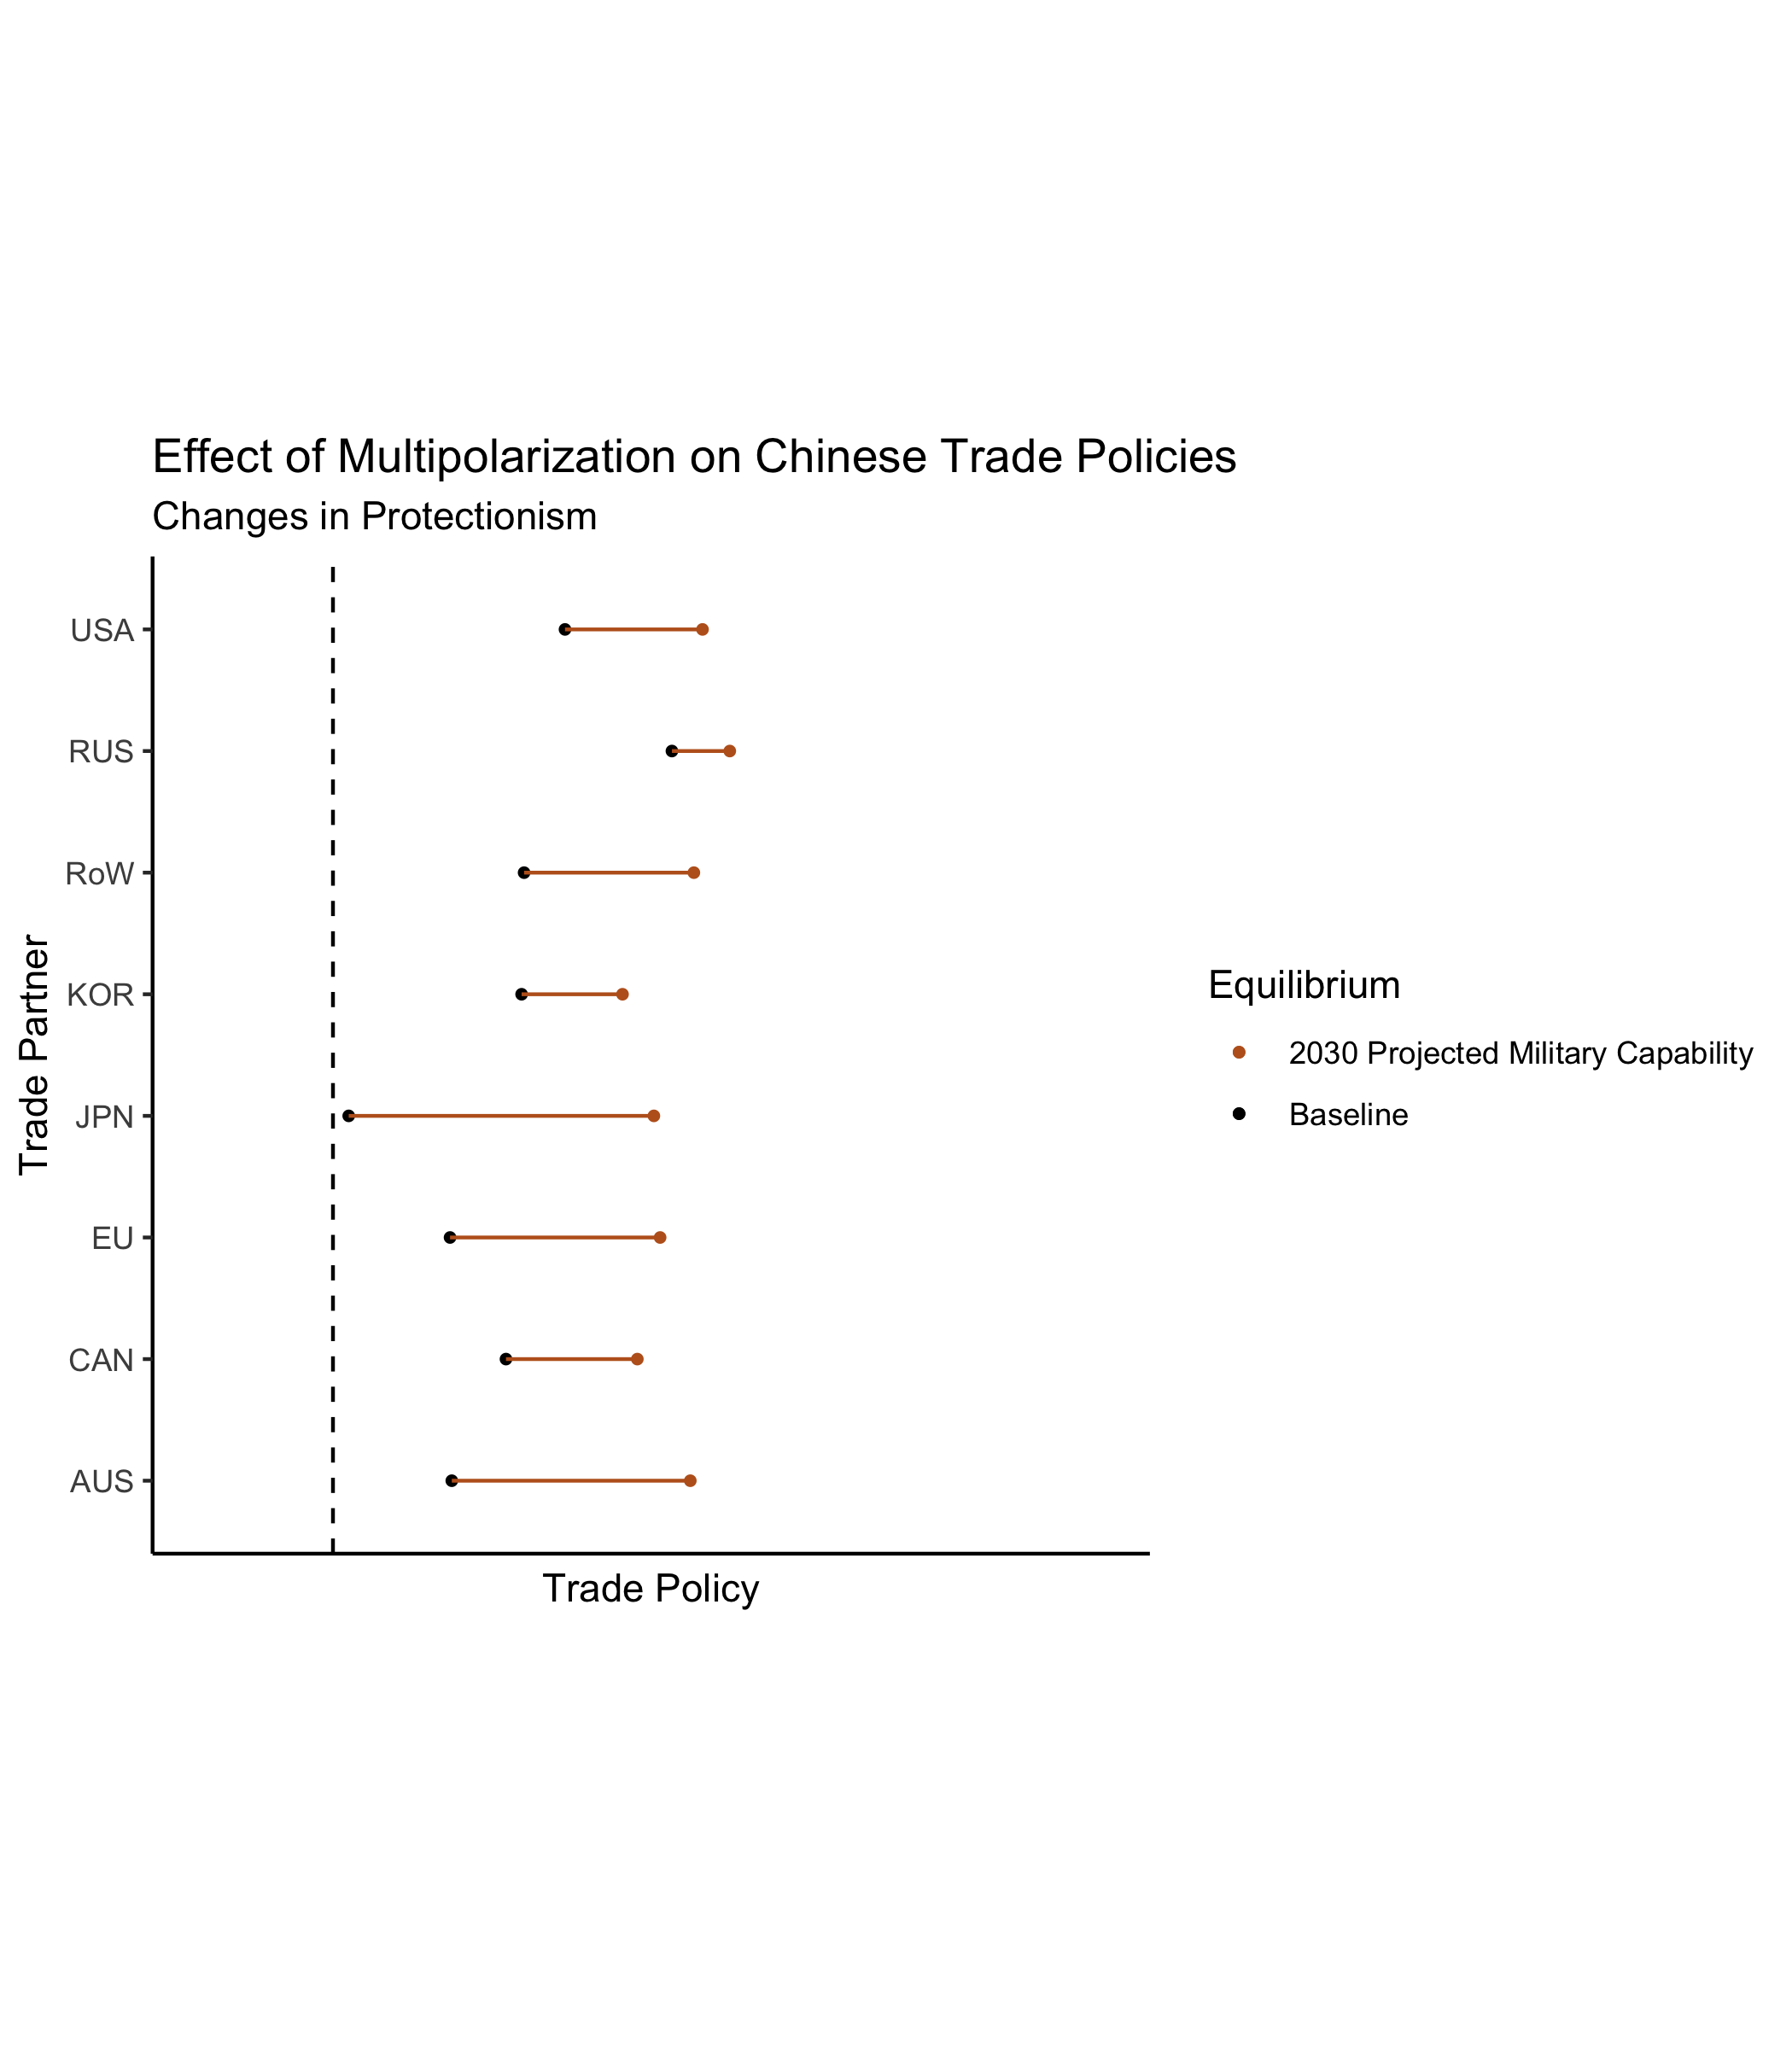 Effect of Multipolarization on Chinese Trade Policies
Changes in Protectionism
USA
RUS
RoW
KOR
JPN
EU
CAN
AUS
Trade Partner
Trade Policy
Equilibrium
2030 Projected Military Capability
Baseline